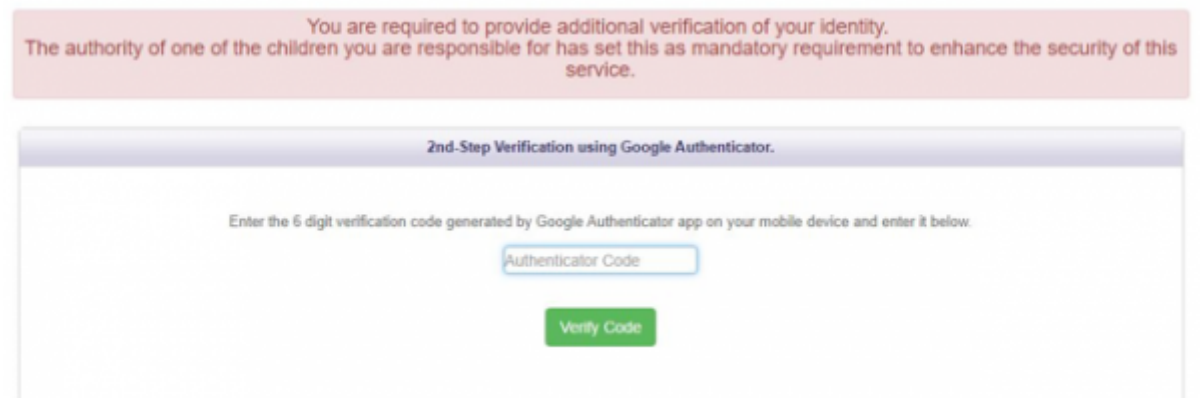 You are required to provide additional verification of your identity.
The authority of one of the children you are responsible for has set this as mandatory requirement to enhance the security of this
service.
2nd-Step Verification using Google Authenticator.
Enter the 6 digit verification code generated by Google Authenticator app on your mobile device and enter it below.
Authenticator Code
Verify Code